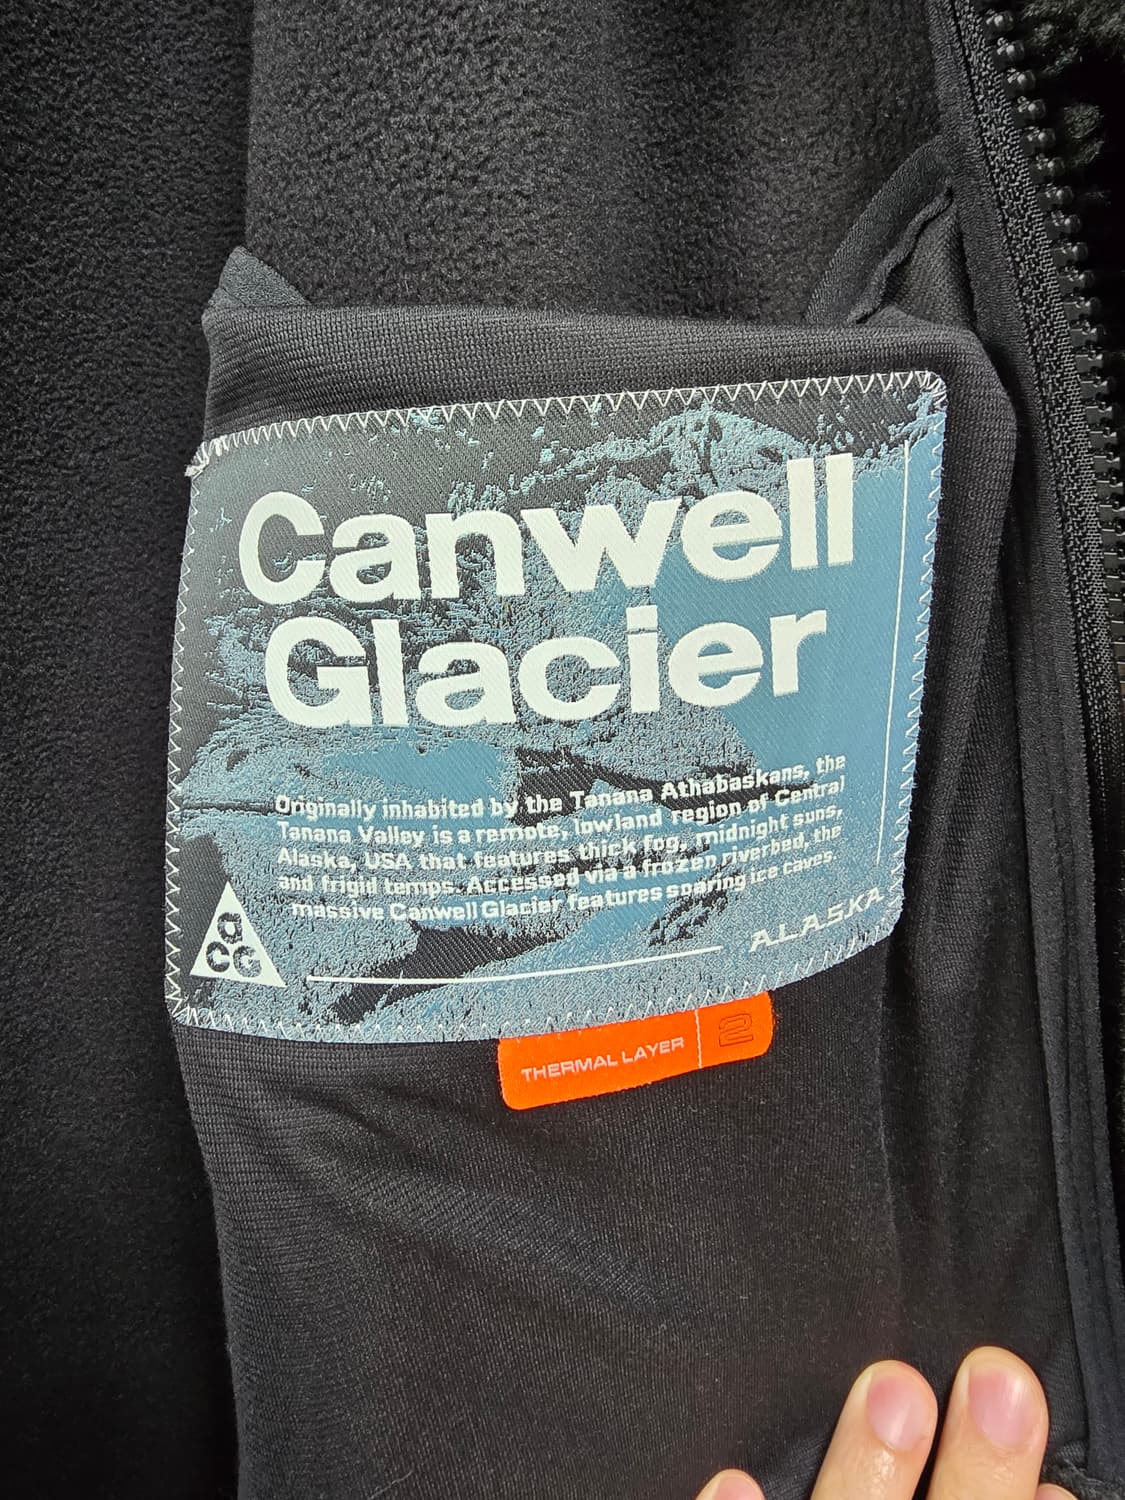 Canwell
Glacier
Originally inhabited by the Tanana Athabaskans, the
Tanana Valley is a remote, lowland region of Central
Alaska, USA that features thick fog, midnight suns,
and frigid temps. Accessed via a frozen riverbed, the
massive Canwell Glacier features soaring ice caves.
ALASKA
aCG
THERMAL LAYER 2